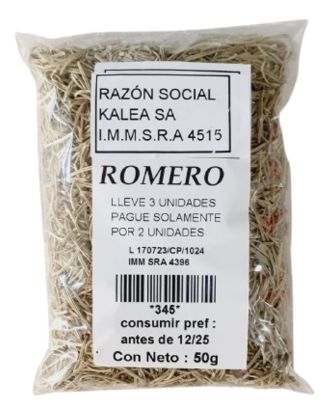 RAZÓN SOCIAL
KALEA SA
I.M.M.S.R.A 4515
ROMERO
LLEVE 3 UNIDADES
PAGUE SOLAMENTE
POR 2 UNIDADES
L 170723/CP/1024
IMM SRA 4396
*345*
consumir pref :
antes de 12/25
Con Neto : 50g